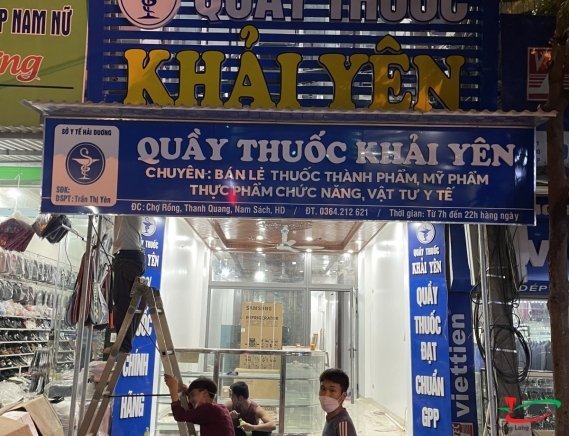 QUẦY THUỐC
ẸP NAM NỮ
KHẢI YÊN
SỞ Y TẾ HẢI DƯƠNG
SĐK:
DSPT: Trần Thị Yên
QUẦY THUỐC KHẢI YÊN
CHUYÊN: BÁN LẺ THUỐC THÀNH PHẨM, MỸ PHẨM
THỰC PHẨM CHỨC NĂNG, VẬT TƯ Y TẾ
ĐC: Chợ Rồng, Thanh Quang, Nam Sách, HD / ĐT. 0364.212 621 / Thời gian: Từ 7h đến 22h hàng ngày
CHÍNH
HÃNG
SAMSUNG
QUẦY THUỐC
KHẢI YÊN
QUẦY
THUỐC
ĐẠT
CHUẨN
GPP
viettien
DÉP